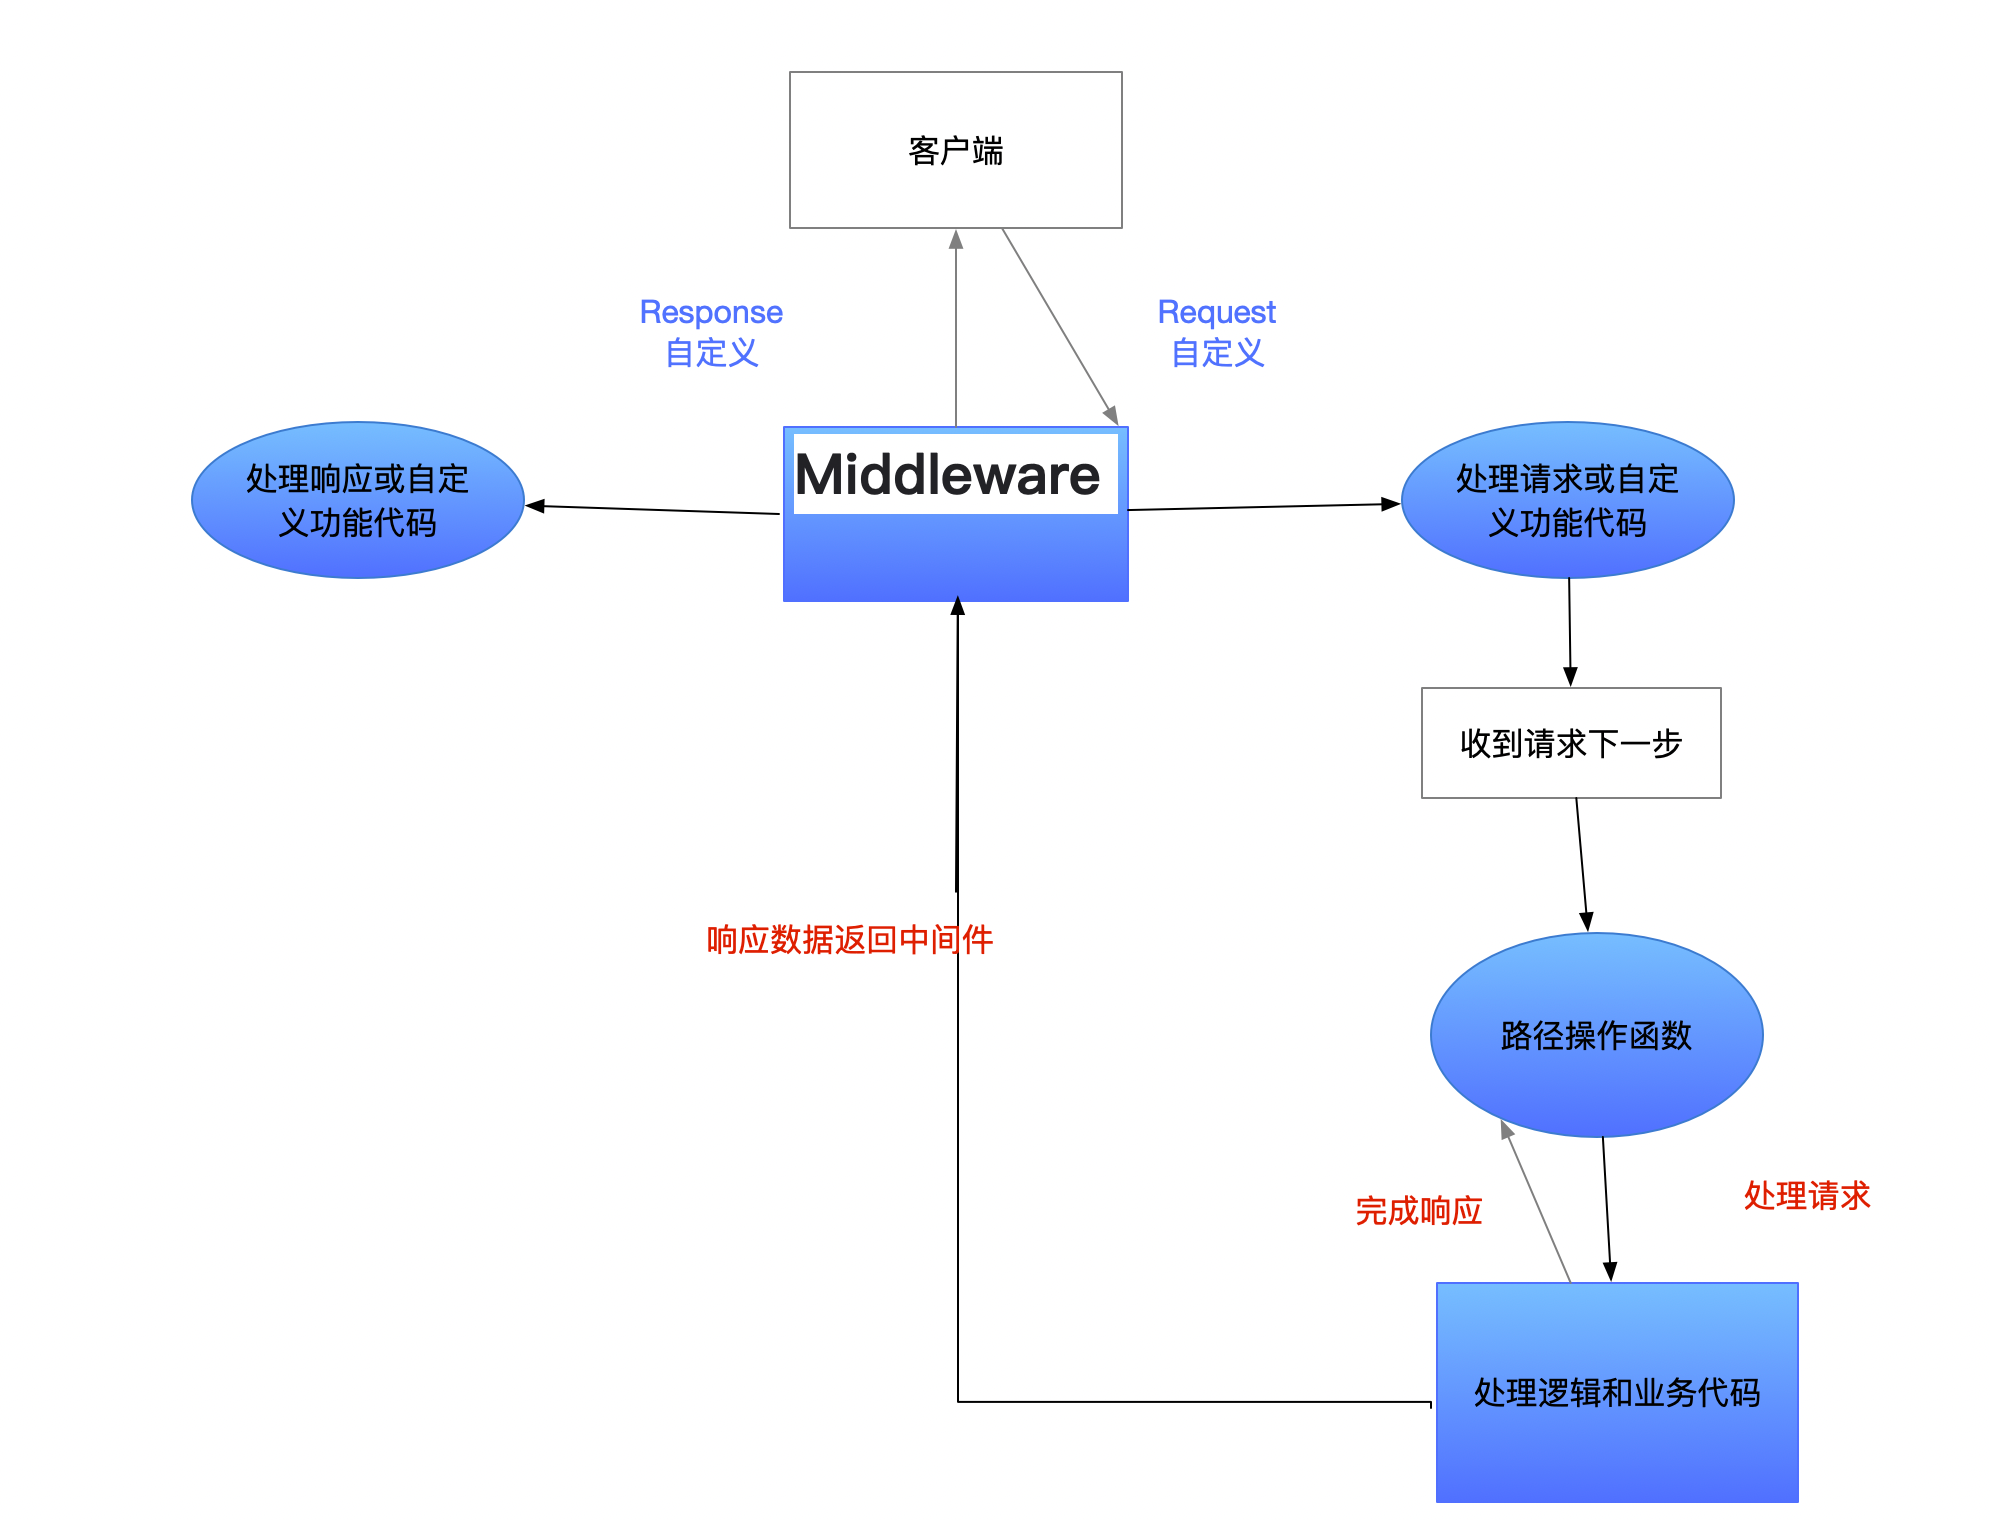 客户端
Response
自定义
Request
自定义
处理响应或自定
义功能代码
Middleware
处理请求或自定
义功能代码
收到请求下一步
响应数据返回中间件
路径操作函数
完成响应
处理请求
处理逻辑和业务代码